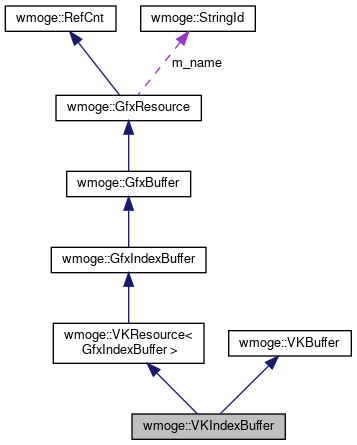 wmoge::RefCnt
wmoge::StringId
m_name
wmoge::GfxResource
wmoge::GfxBuffer
wmoge::GfxIndexBuffer
wmoge::VKResource<
GfxIndexBuffer >
wmoge::VKBuffer
wmoge::VKIndexBuffer